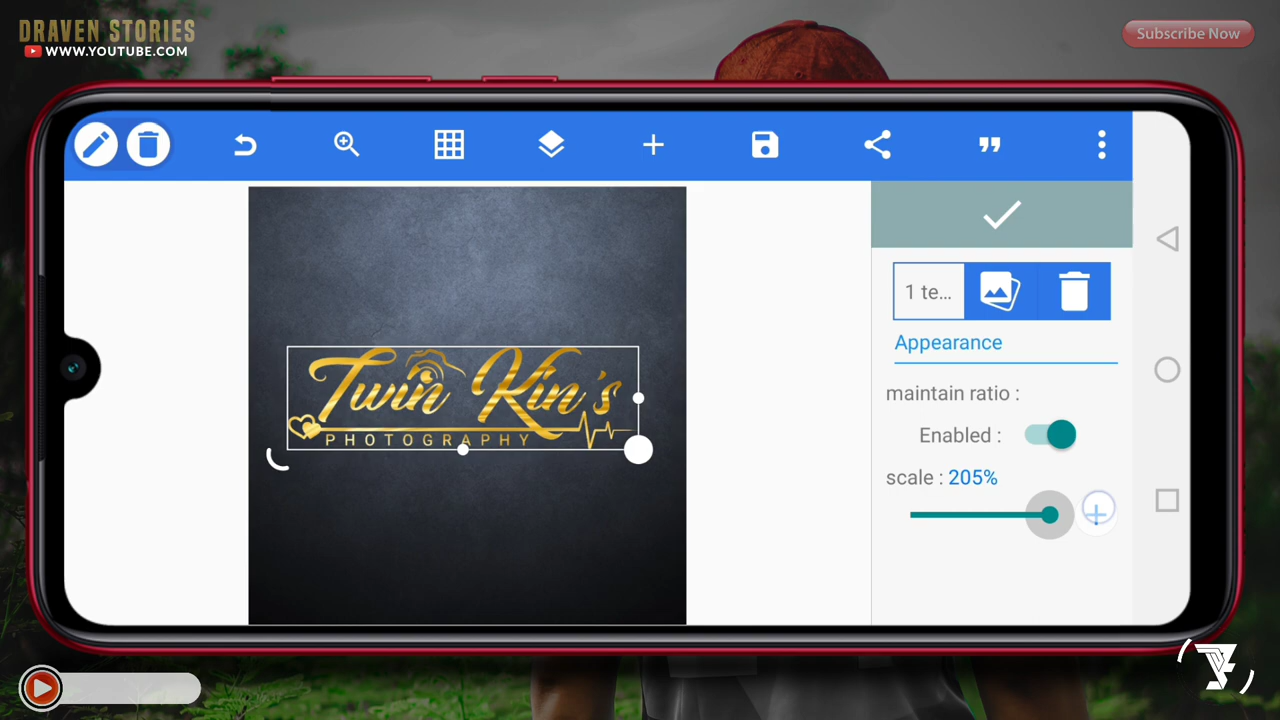 DRAVEN STORIES
WWW.YOUTUBE.COM
Subscribe Now
1 te...
Appearance
maintain ratio :
Enabled :
scale : 205%
Twin Kin's
PHOTOGRAPHY